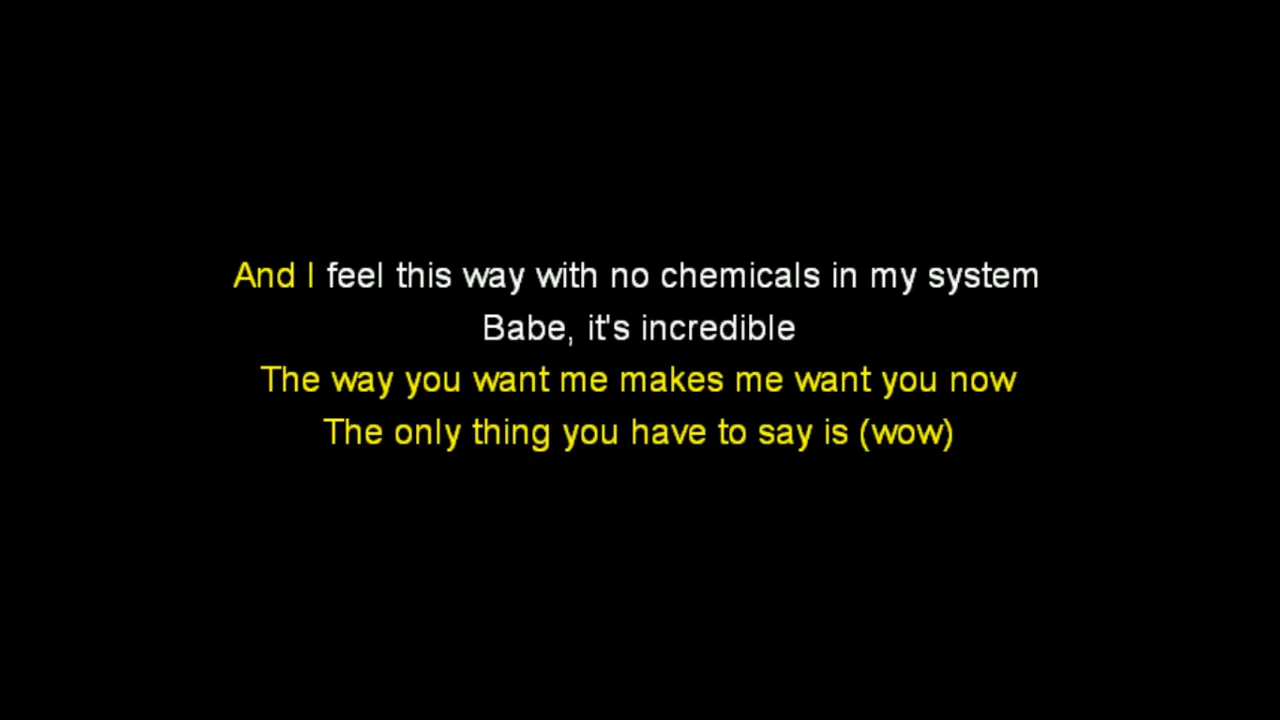 And I feel this way with no chemicals in my system
Babe, it's incredible
The way you want me makes me want you now
The only thing you have to say is (wow)